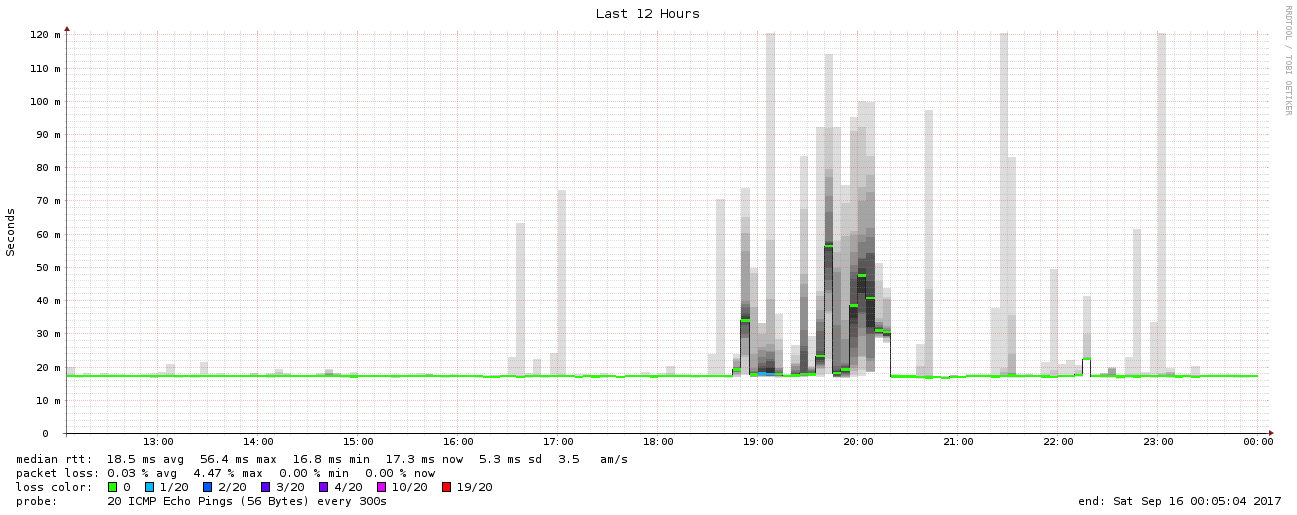 Last 12 Hours
RRDTOOL / TOBI OETIKER
Seconds
120 m
110 m
100 m
90 m
80 m
70 m
60 m
50 m
40 m
30 m
20 m
10 m
0
13:00 14:00 15:00 16:00 17:00 18:00 19:00 20:00 21:00 22:00 23:00 00:00
median rtt: 18.5 ms avg 56.4 ms max 16.8 ms min 17.3 ms now 5.3 ms sd 3.5 am/s
packet loss: 0.03 % avg 4.47 % max 0.00 % min 0.00 % now
loss color: 0 1/20 2/20 3/20 4/20 10/20 19/20
probe: 20 ICMP Echo Pings (56 Bytes) every 300s end: Sat Sep 16 00:05:04 2017